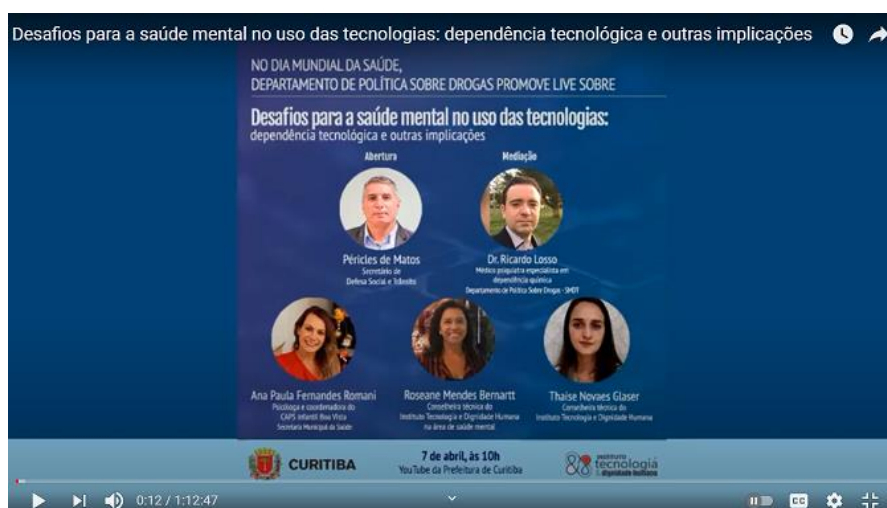 Desafios para a saúde mental no uso das tecnologias: dependência tecnológica e outras implicações
NO DIA MUNDIAL DA SAÚDE,
DEPARTAMENTO DE POLÍTICA SOBRE DROGAS PROMOVE LIVE SOBRE
Desafios para a saúde mental no uso das tecnologias:
dependência tecnológica e outras implicações
Abertura
Mediação
Péricles de Matos
Secretário de
Defesa Social e Trânsito
Dr. Ricardo Losso
Médico psiquiatra especialista em
dependência química
Departamento de Política Sobre Drogas - SMDT
Ana Paula Fernandes Romani
Psicóloga e coordenadora do
CAPS Infantil Boa Vista
Secretaria Municipal da Saúde
Roseane Mendes Bernartt
Conselheira técnica do
Instituto Tecnologia e Dignidade Humana
na área de saúde mental
Thaíse Novaes Glaser
Conselheira técnica do
Instituto Tecnologia e Dignidade Humana
CURITIBA
7 de abril, às 10h
YouTube da Prefeitura de Curitiba
instituto
tecnologia
& dignidade humana
0:12 / 1:12:47
CC